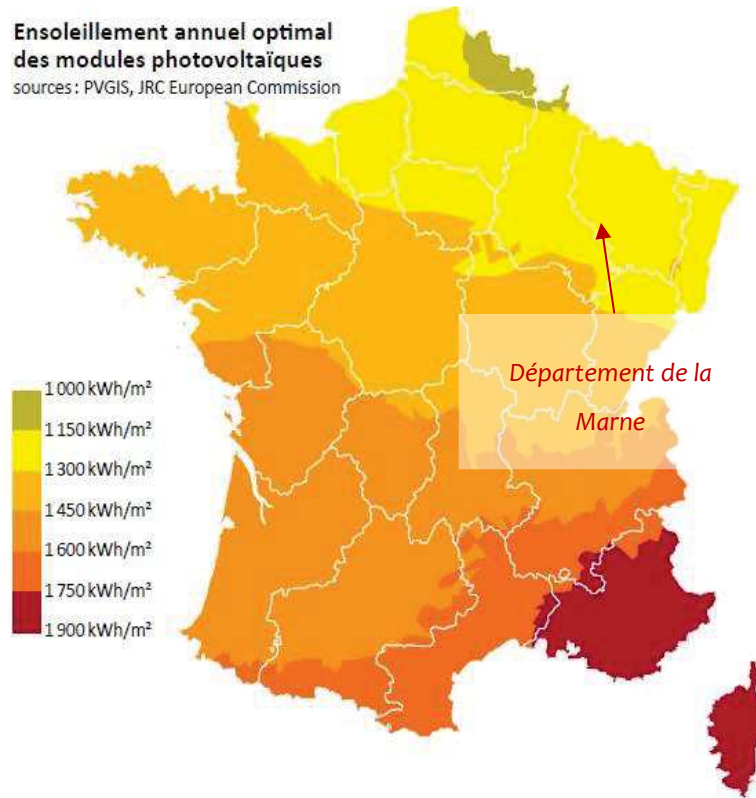 Ensoleillement annuel optimal
des modules photovoltaïques
sources : PVGIS, JRC European Commission
Département de la
Marne
1 000 kWh/m²
1 150 kWh/m²
1 300 kWh/m²
1 450 kWh/m²
1 600 kWh/m²
1 750 kWh/m²
1 900 kWh/m²